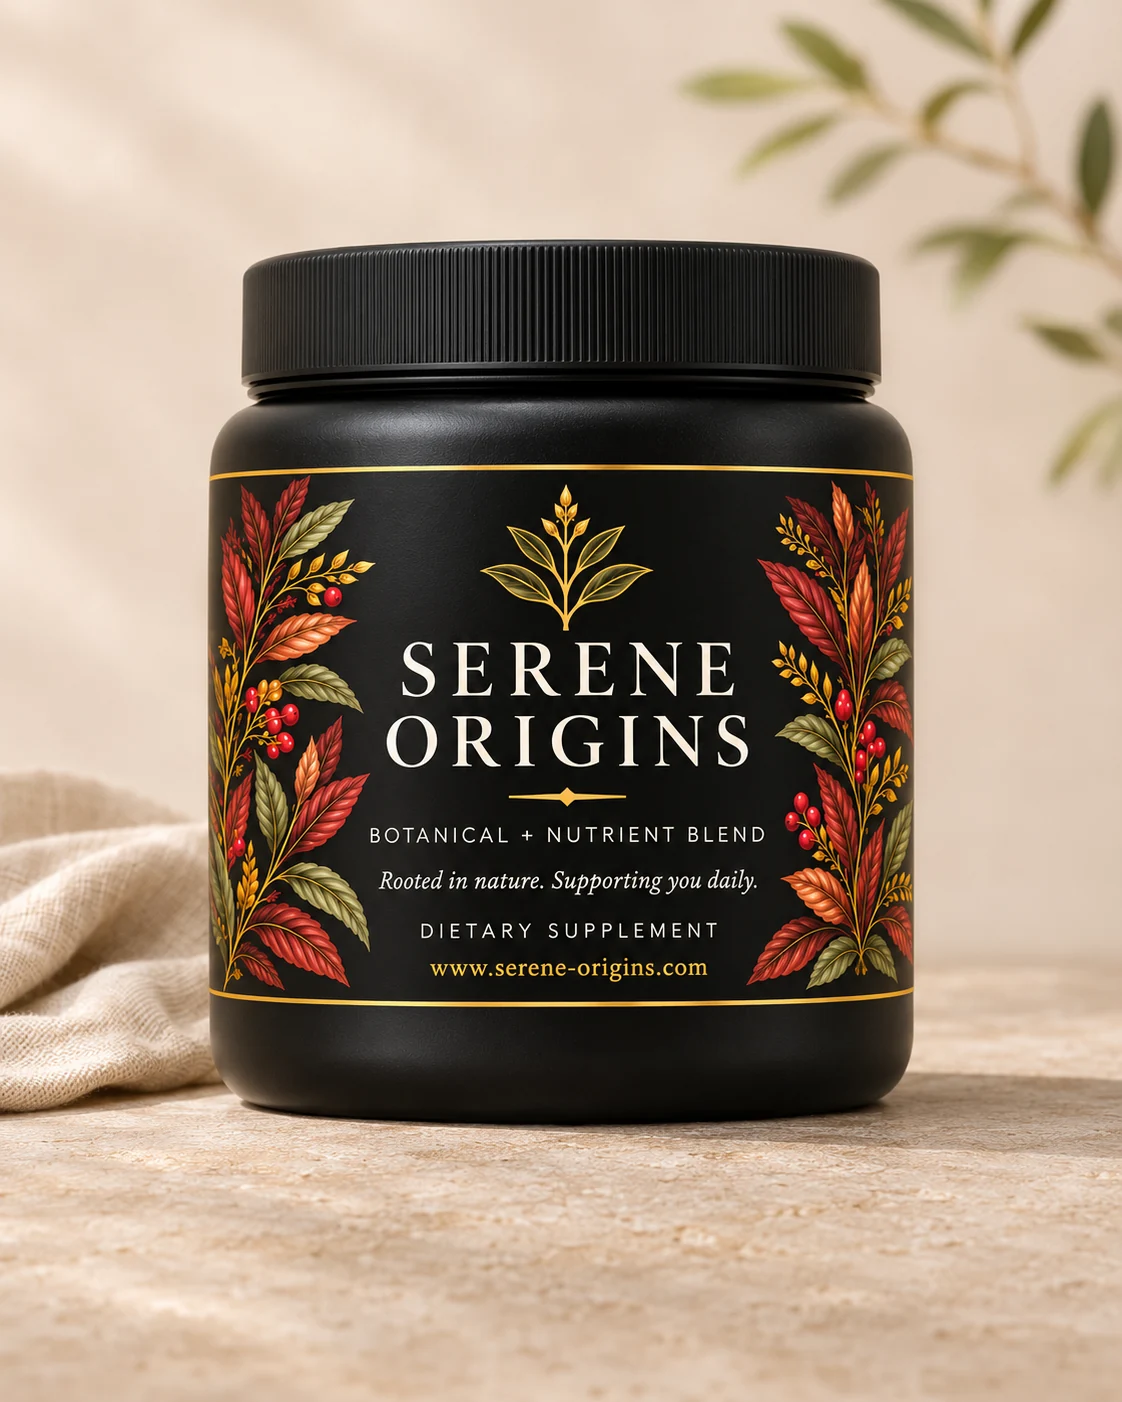 SERENE
ORIGINS
BOTANICAL + NUTRIENT BLEND
Rooted in nature. Supporting you daily.
DIETARY SUPPLEMENT
www.serene-origins.com